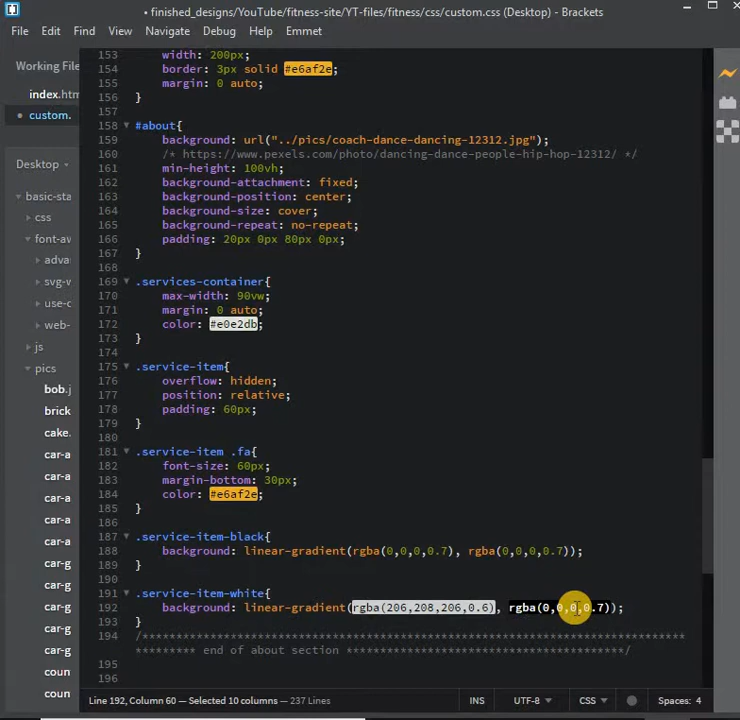 • finished_designs/YouTube/fitness-site/YT-files/fitness/css/custom.css (Desktop) - Brackets
File Edit Find View Navigate Debug Help Emmet
Working File
index.htm
• custom.
Desktop
basic-sta
css
font-aw
adva
svg-v
use-c
web-
js
pics
bob.j
brick
cake.
car-a
car-a
car-a
car-a
car-a
car-g
car-g
car-g
car-g
car-g
coun
coun
153 width: 200px;
154 border: 3px solid #e6af2e;
155 margin: 0 auto;
156 }
157
158 #about{
159 background: url("../pics/coach-dance-dancing-12312.jpg");
160 /* https://www.pexels.com/photo/dancing-dance-people-hip-hop-12312/ */
161 min-height: 100vh;
162 background-attachment: fixed;
163 background-position: center;
164 background-size: cover;
165 background-repeat: no-repeat;
166 padding: 20px 0px 80px 0px;
167 }
168
169 .services-container{
170 max-width: 90vw;
171 margin: 0 auto;
172 color: #e0e2db;
173 }
174
175 .service-item{
176 overflow: hidden;
177 position: relative;
178 padding: 60px;
179 }
180
181 .service-item .fa{
182 font-size: 60px;
183 margin-bottom: 30px;
184 color: #e6af2e;
185 }
186
187 .service-item-black{
188 background: linear-gradient(rgba(0,0,0,0.7), rgba(0,0,0,0.7));
189 }
190
191 .service-item-white{
192 background: linear-gradient(rgba(206,208,206,0.6), rgba(0,0,0,0.7));
193 }
194 /*********************************************************************
********* end of about section ************************************/
195
196
Line 192, Column 60 — Selected 10 columns — 237 Lines
INS UTF-8 CSS Spaces: 4